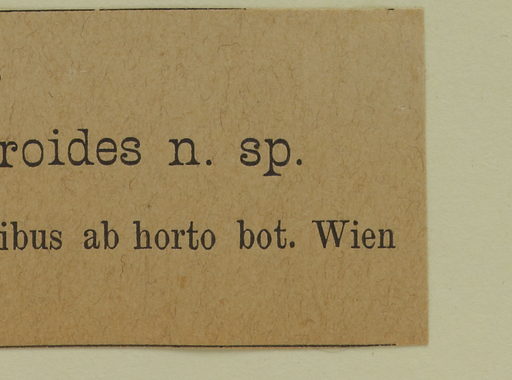 roides n. sp.
ibus ab horto bot. Wien